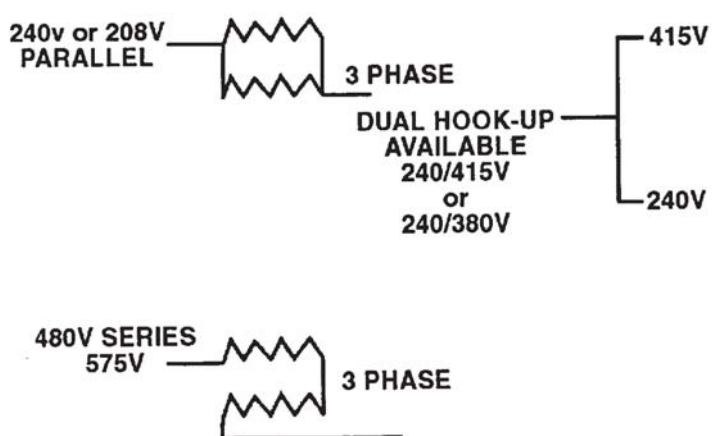 240v or 208V
PARALLEL
3 PHASE
DUAL HOOK-UP
AVAILABLE
240/415V
or
240/380V
415V
240V
480V SERIES
575V
3 PHASE